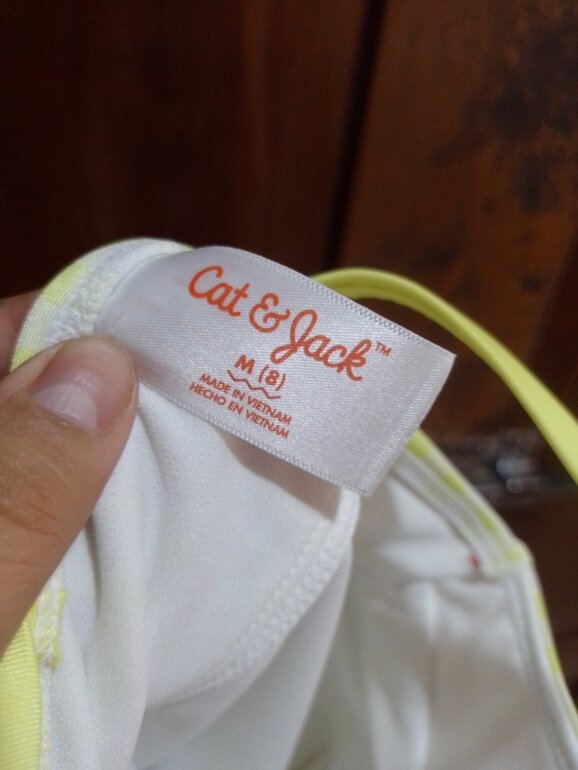 Cat & Jack™
M (8)
MADE IN VIETNAM
HECHO EN VIETNAM